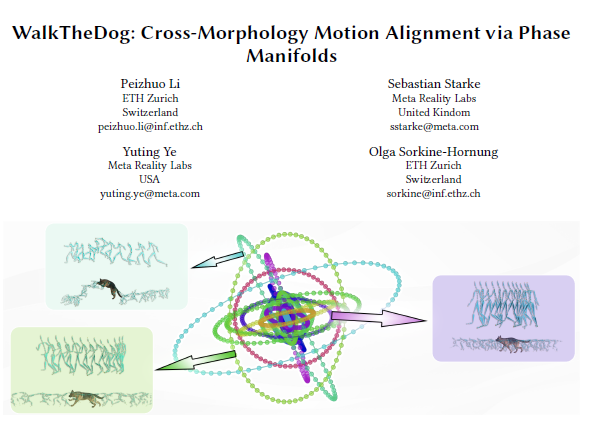 WalkTheDog: Cross-Morphology Motion Alignment via Phase
Manifolds
Peizhuo Li
ETH Zurich
Switzerland
peizhuo.li@inf.ethz.ch
Sebastian Starke
Meta Reality Labs
United Kindom
sstarke@meta.com
Yuting Ye
Meta Reality Labs
USA
yuting.ye@meta.com
Olga Sorkine-Hornung
ETH Zurich
Switzerland
sorkine@inf.ethz.ch